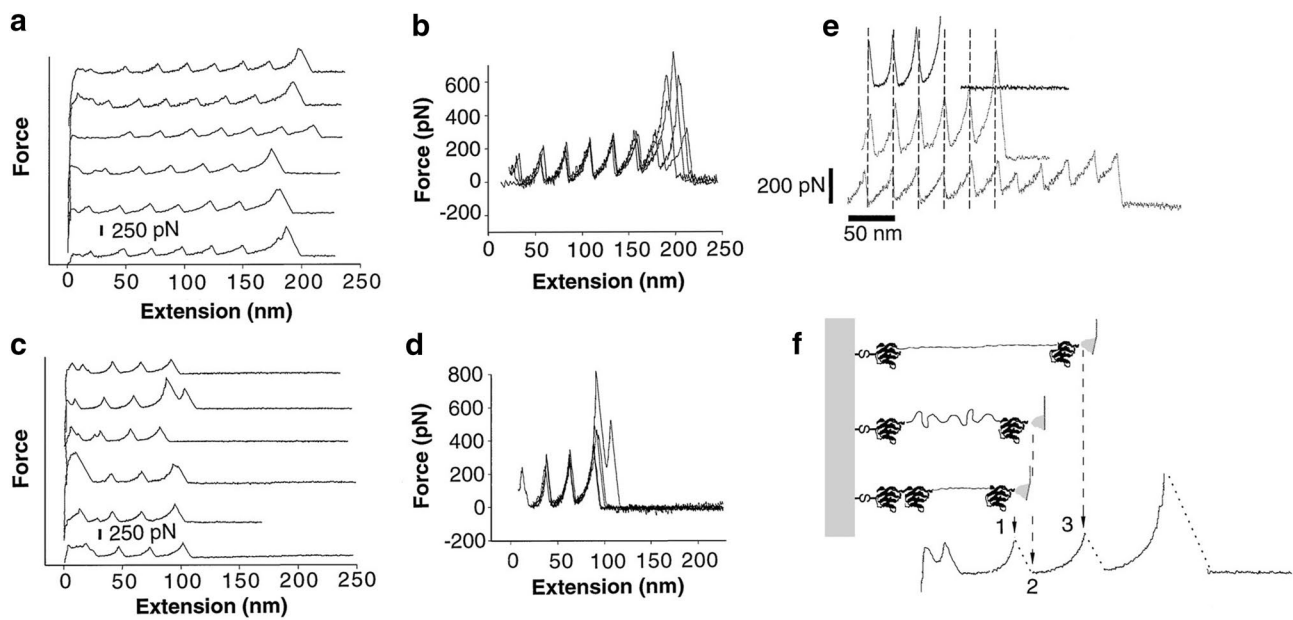 a
Force
250 pN
0 50 100 150 200 250
Extension (nm)
b
Force (pN)
600
400
200
0
-200
0 50 100 150 200 250
Extension (nm)
c
Force
250 pN
0 50 100 150 200 250
Extension (nm)
d
Force (pN)
800
600
400
200
0
-200
0 50 100 150 200
Extension (nm)
e
200 pN
50 nm
f
S
S
S
1
3
2